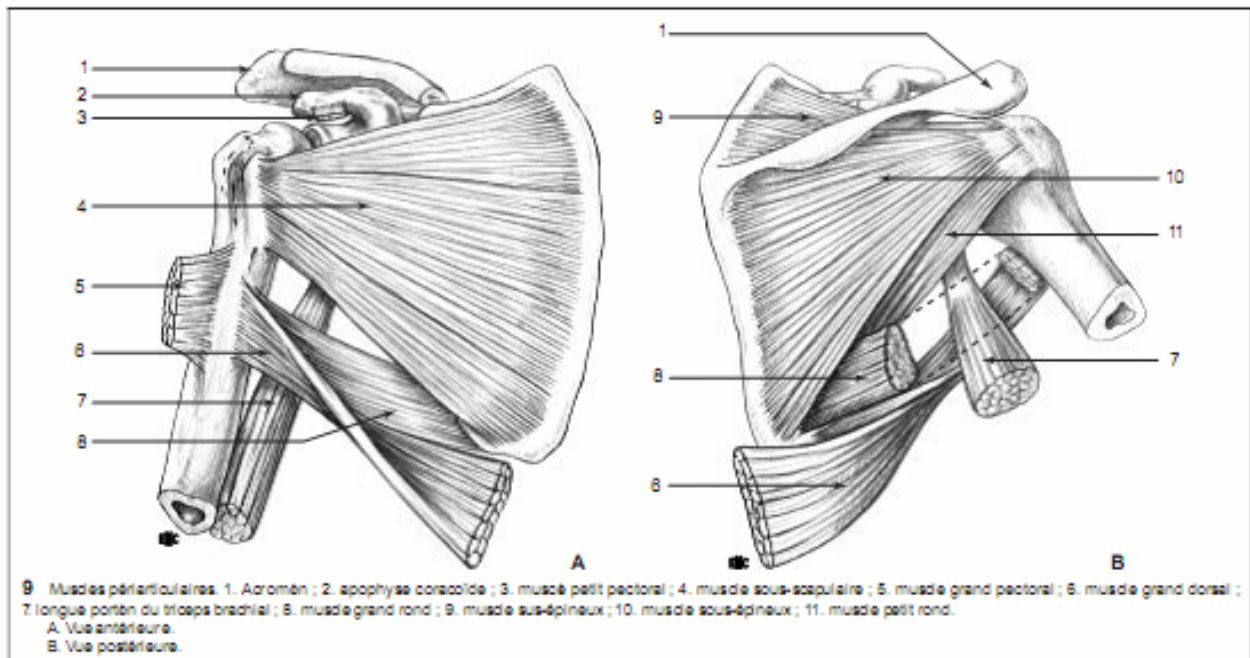 1
2
3
4
5
6
7
8
A
1
9
10
11
8
7
6
B
9 Muscles périarticulaires. 1. Acromèn ; 2. apophyse coracoïde ; 3. muscè petit pectoral ; 4. muscle sous-scapulaire ; 5. muscle grand pectoral ; 6. muscle grand dorsal ;
7. longue portèn du triceps brachial ; 8. muscle grand rond ; 9. muscle sus-épineux ; 10. muscle sous-épineux ; 11. muscle petit rond.
A. Vue antérieure.
B. Vue postérieure.